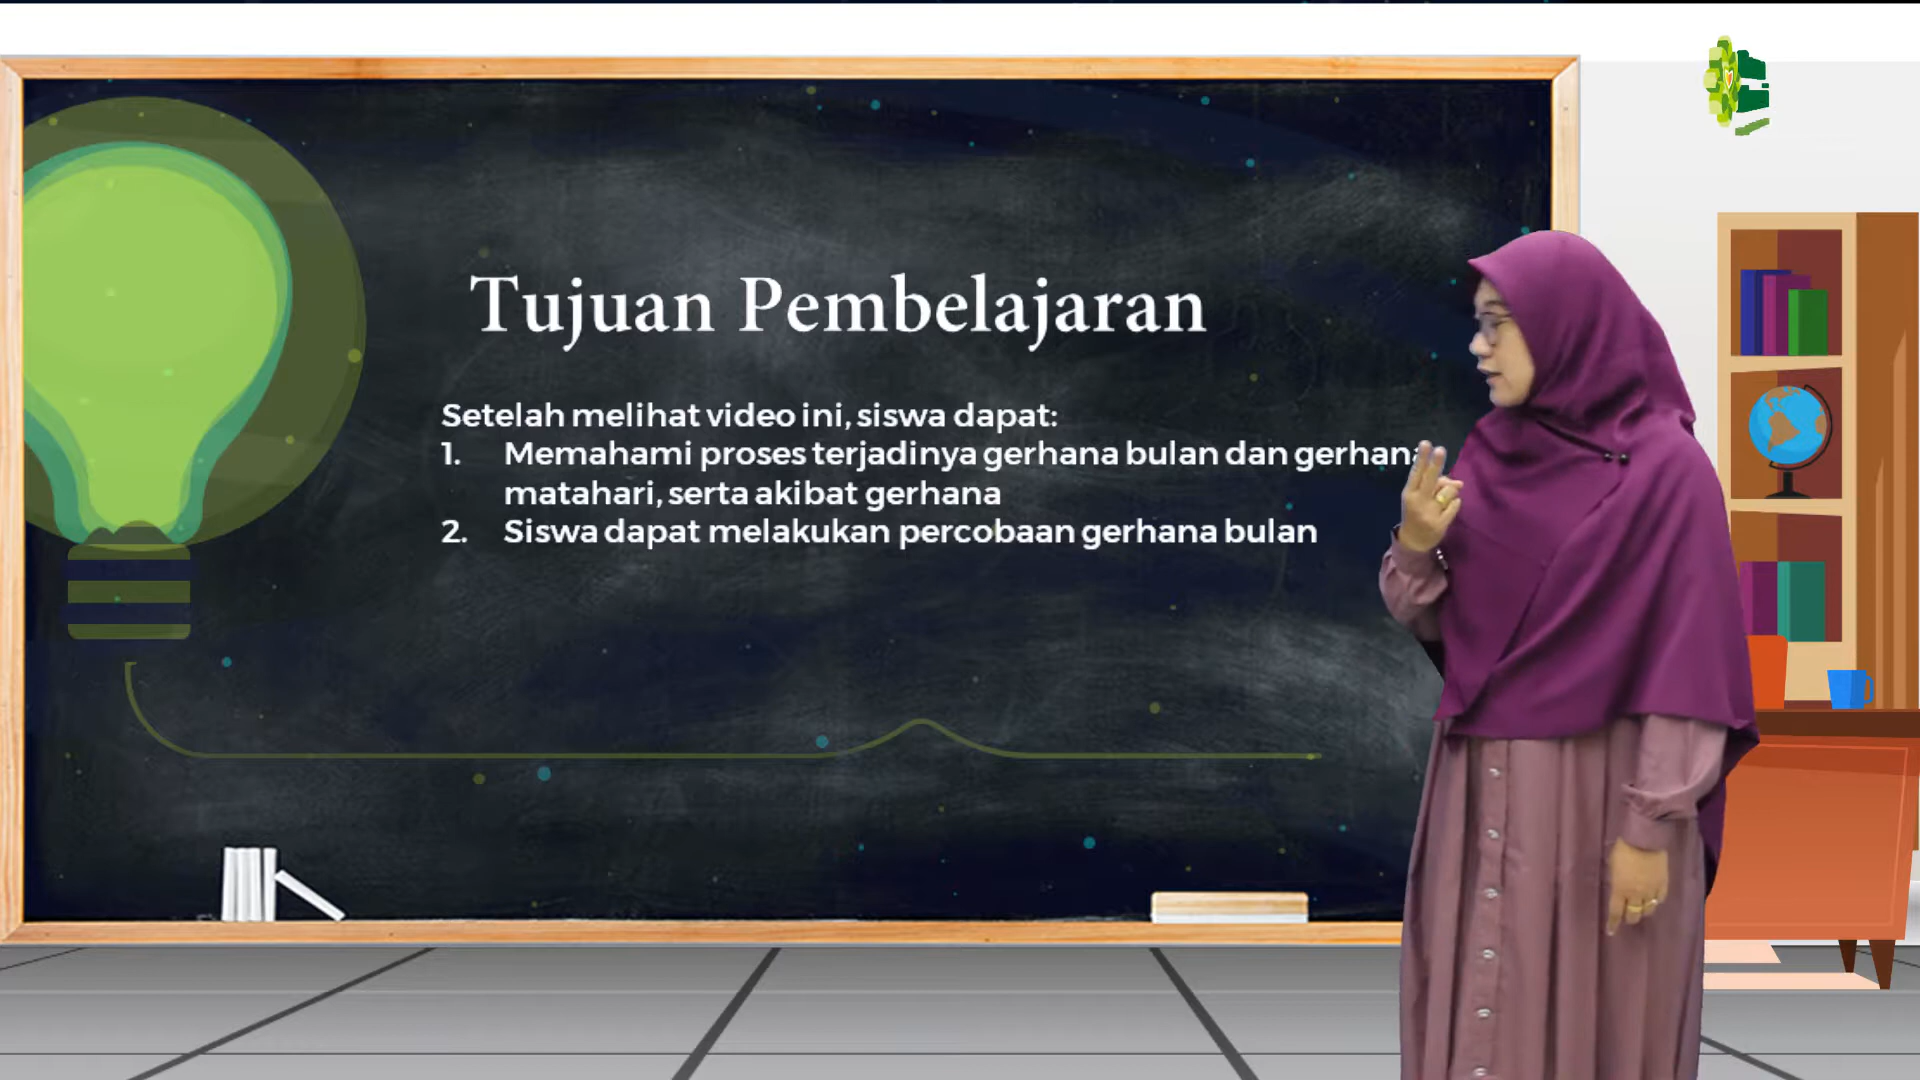 Tujuan Pembelajaran
Setelah melihat video ini, siswa dapat:
1. Memahami proses terjadinya gerhana bulan dan gerhana
matahari, serta akibat gerhana
2. Siswa dapat melakukan percobaan gerhana bulan